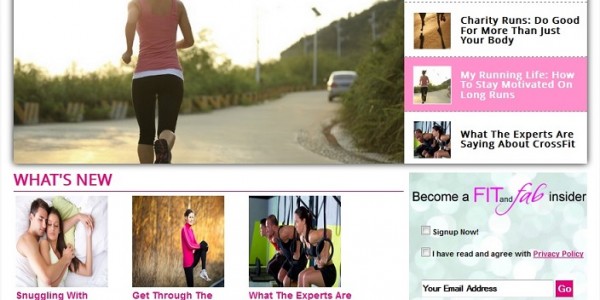 Charity Runs: Do Good
For More Than Just
Your Body
My Running Life: How
To Stay Motivated On
Long Runs
What The Experts Are
Saying About CrossFit
WHAT'S NEW
Snuggling With
Get Through The
What The Experts Are
Become a FIT and fab insider
Signup Now!
I have read and agree with Privacy Policy
Your Email Address
Go